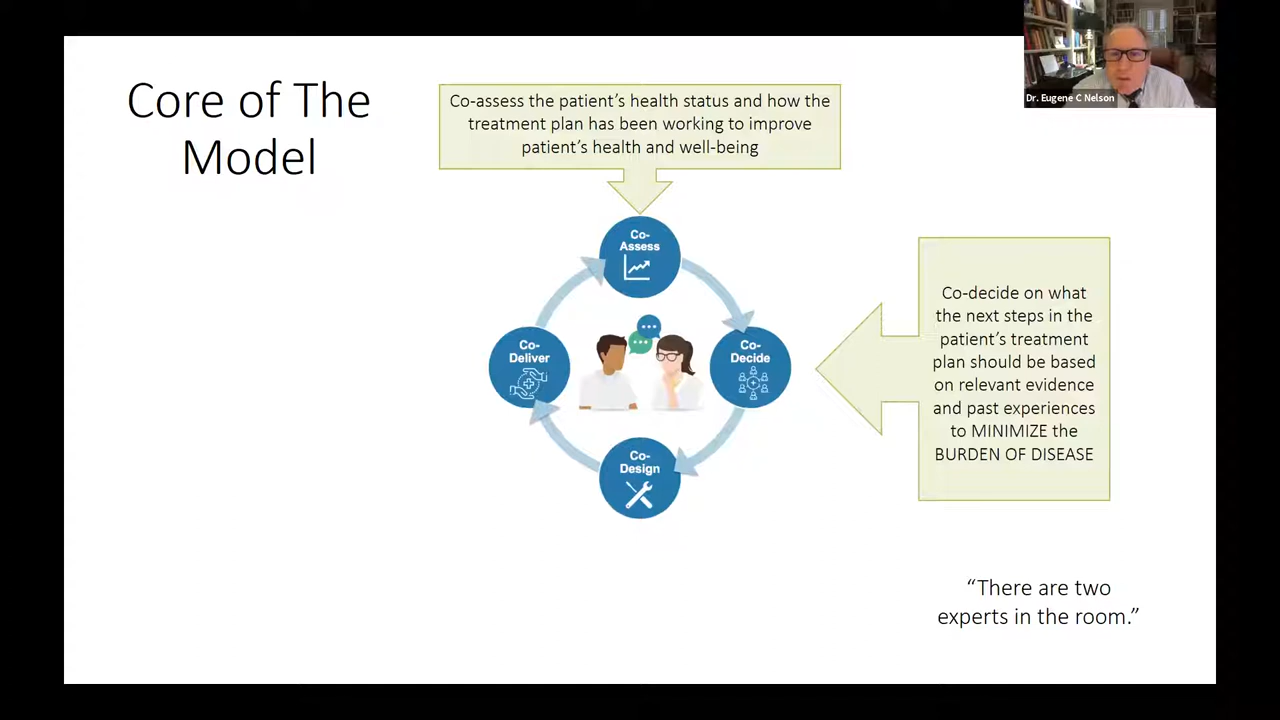 Core of The
Model
Co-assess the patient’s health status and how the
treatment plan has been working to improve
patient’s health and well-being
Dr. Eugene C Nelson
Co-
Assess
Co-
Deliver
Co-
Decide
Co-
Design
Co-decide on what
the next steps in the
patient’s treatment
plan should be based
on relevant evidence
and past experiences
to MINIMIZE the
BURDEN OF DISEASE
“There are two
experts in the room.”